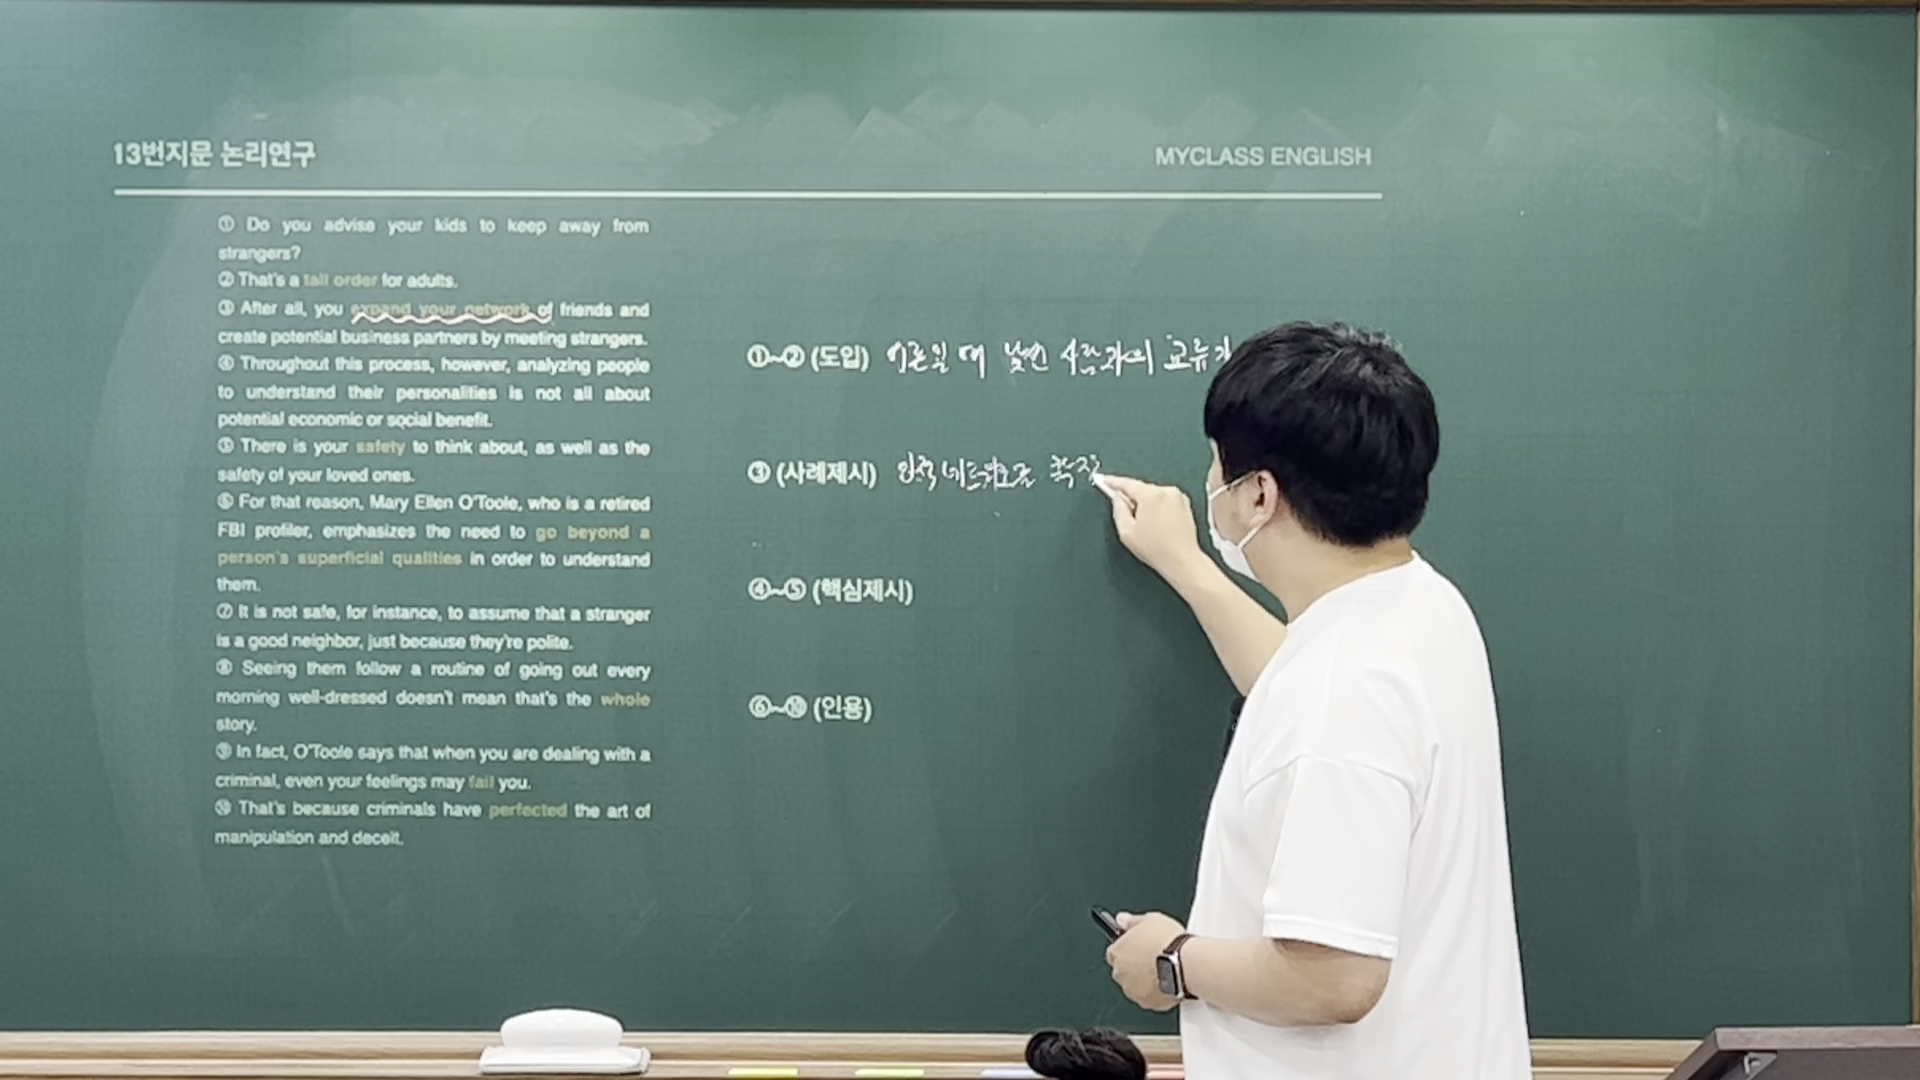 13번지문 논리연구
MYCLASS ENGLISH
① Do you advise your kids to keep away from
strangers?
② That's a tall order for adults.
③ After all, you expand your network of friends and
create potential business partners by meeting strangers.
④ Throughout this process, however, analyzing people
to understand their personalities is not all about
potential economic or social benefit.
⑤ There is your safety to think about, as well as the
safety of your loved ones.
⑥ For that reason, Mary Ellen O'Toole, who is a retired
FBI profiler, emphasizes the need to go beyond a
person's superficial qualities in order to understand
them.
⑦ It is not safe, for instance, to assume that a stranger
is a good neighbor, just because they're polite.
⑧ Seeing them follow a routine of going out every
morning well-dressed doesn't mean that's the whole
story.
⑨ In fact, O'Toole says that when you are dealing with a
criminal, even your feelings may fail you.
⑩ That's because criminals have perfected the art of
manipulation and deceit.
①~② (도입) 어른일 때 낯선 사람과의 교류가
③ (사례제시) 인적 네트워크
④~⑤ (핵심제시)
⑥~⑩ (인용)